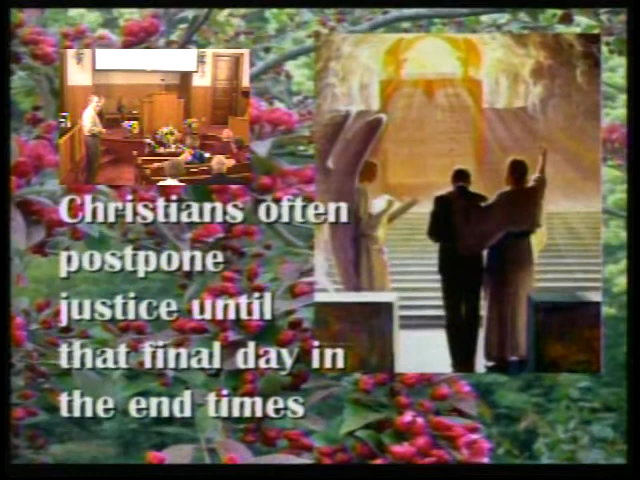 Christians often
postpone
justice until
that final day in
the end times